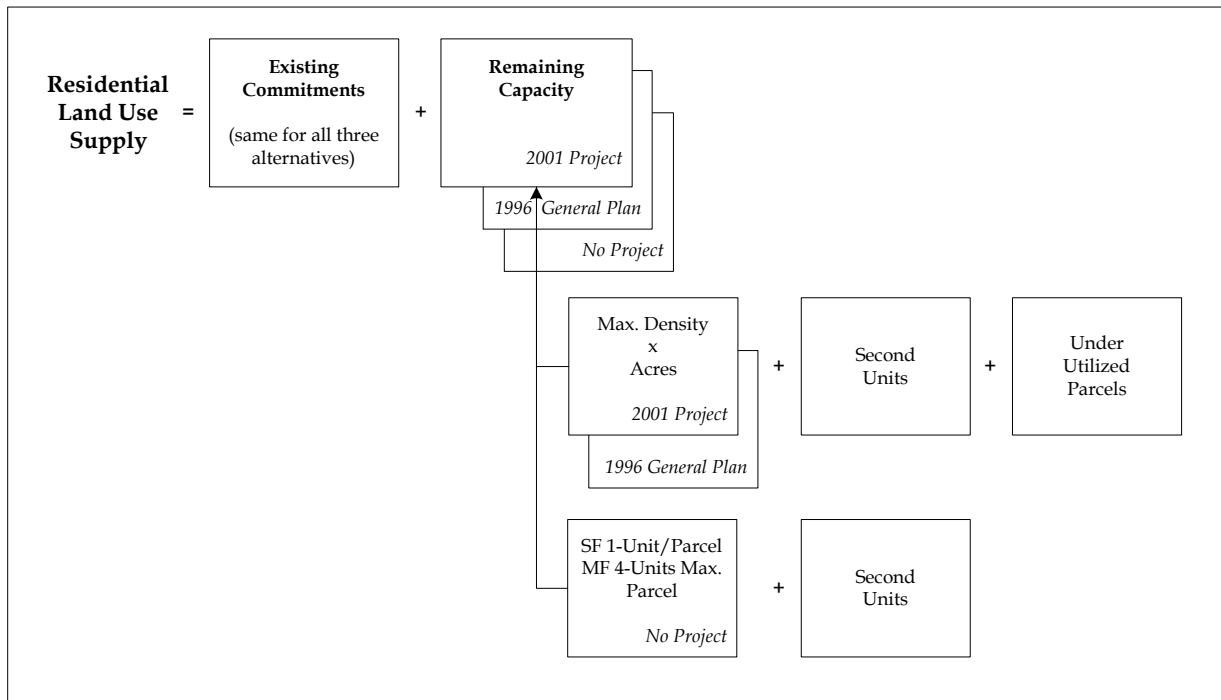 Residential
Land Use
Supply
=
Existing
Commitments
(same for all three
alternatives)
+
Remaining
Capacity
2001 Project
1996 General Plan
No Project
Max. Density
x
Acres
2001 Project
1996 General Plan
+
Second
Units
+
Under
Utilized
Parcels
SF 1-Unit/Parcel
MF 4-Units Max.
Parcel
No Project
+
Second
Units